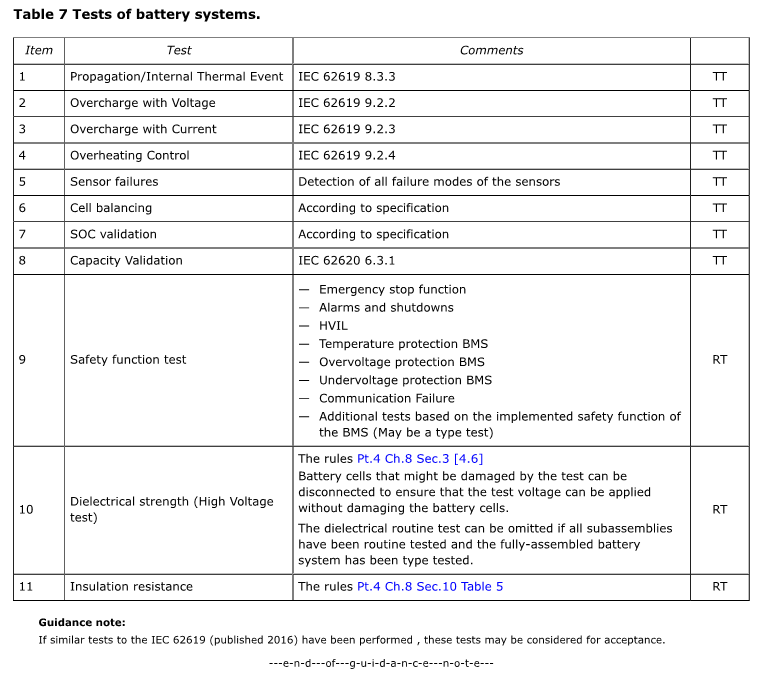 Table 7 Tests of battery systems.
Item Test Comments
1 Propagation/Internal Thermal Event IEC 62619 8.3.3 TT
2 Overcharge with Voltage IEC 62619 9.2.2 TT
3 Overcharge with Current IEC 62619 9.2.3 TT
4 Overheating Control IEC 62619 9.2.4 TT
5 Sensor failures Detection of all failure modes of the sensors TT
6 Cell balancing According to specification TT
7 SOC validation According to specification TT
8 Capacity Validation IEC 62620 6.3.1 TT
9 Safety function test
— Emergency stop function
— Alarms and shutdowns
— HVIL
— Temperature protection BMS
— Overvoltage protection BMS
— Undervoltage protection BMS
— Communication Failure
— Additional tests based on the implemented safety function of
the BMS (May be a type test)
RT
10
Dielectrical strength (High Voltage
test)
The rules Pt.4 Ch.8 Sec.3 [4.6]
Battery cells that might be damaged by the test can be
disconnected to ensure that the test voltage can be applied
without damaging the battery cells.
The dielectrical routine test can be omitted if all subassemblies
have been routine tested and the fully-assembled battery
system has been type tested.
RT
11 Insulation resistance The rules Pt.4 Ch.8 Sec.10 Table 5 RT
Guidance note:
If similar tests to the IEC 62619 (published 2016) have been performed , these tests may be considered for acceptance.
---e-n-d---of---g-u-i-d-a-n-c-e---n-o-t-e---